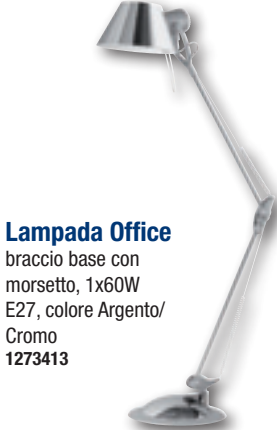 Lampada Office
braccio base con
morsetto, 1x60W
E27, colore Argento/
Cromo
1273413